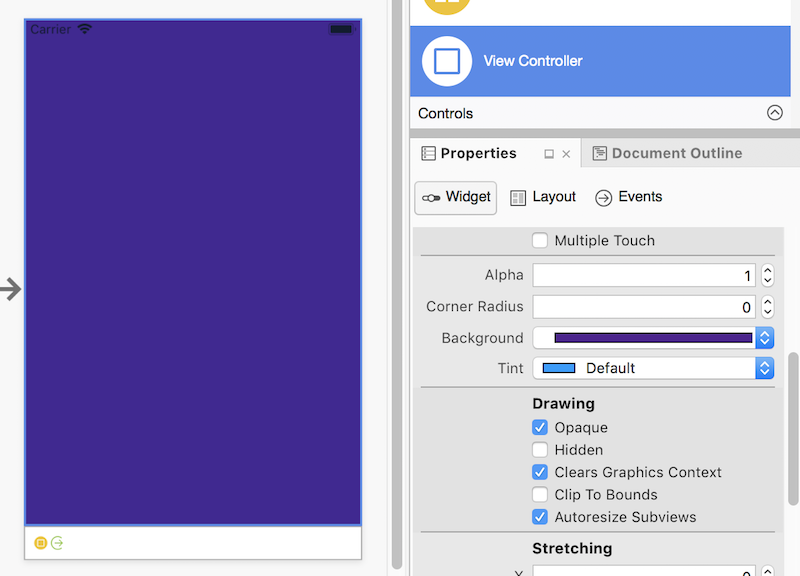 Carrier
View Controller
Controls
Properties
Document Outline
Widget
Layout
Events
Multiple Touch
Alpha 1
Corner Radius 0
Background
Tint Default
Drawing
Opaque
Hidden
Clears Graphics Context
Clip To Bounds
Autoresize Subviews
Stretching
X 0